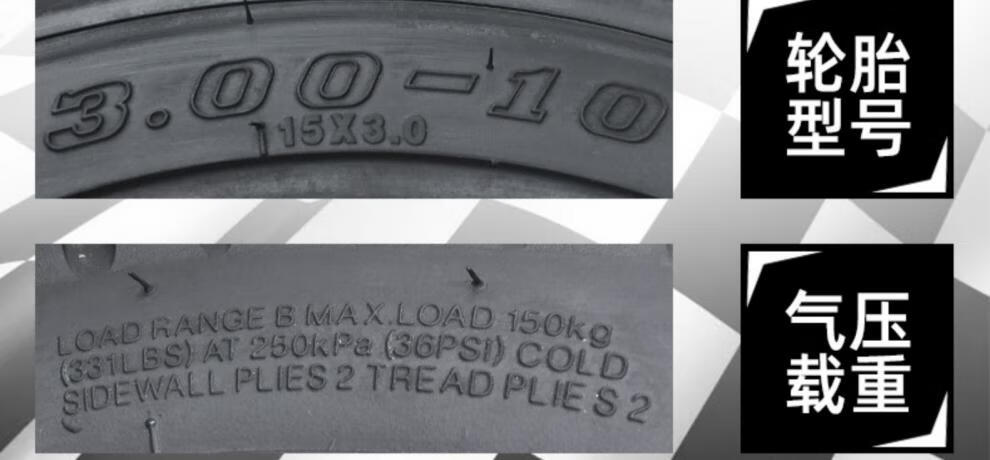 3.00-10
15X3.0
轮胎
型号
LOAD RANGE B MAX.LOAD 150kg
(331LBS) AT 250kPa (36PSI) COLD
SIDEWALL PLIES 2 TREAD PLIES 2
气压
载重